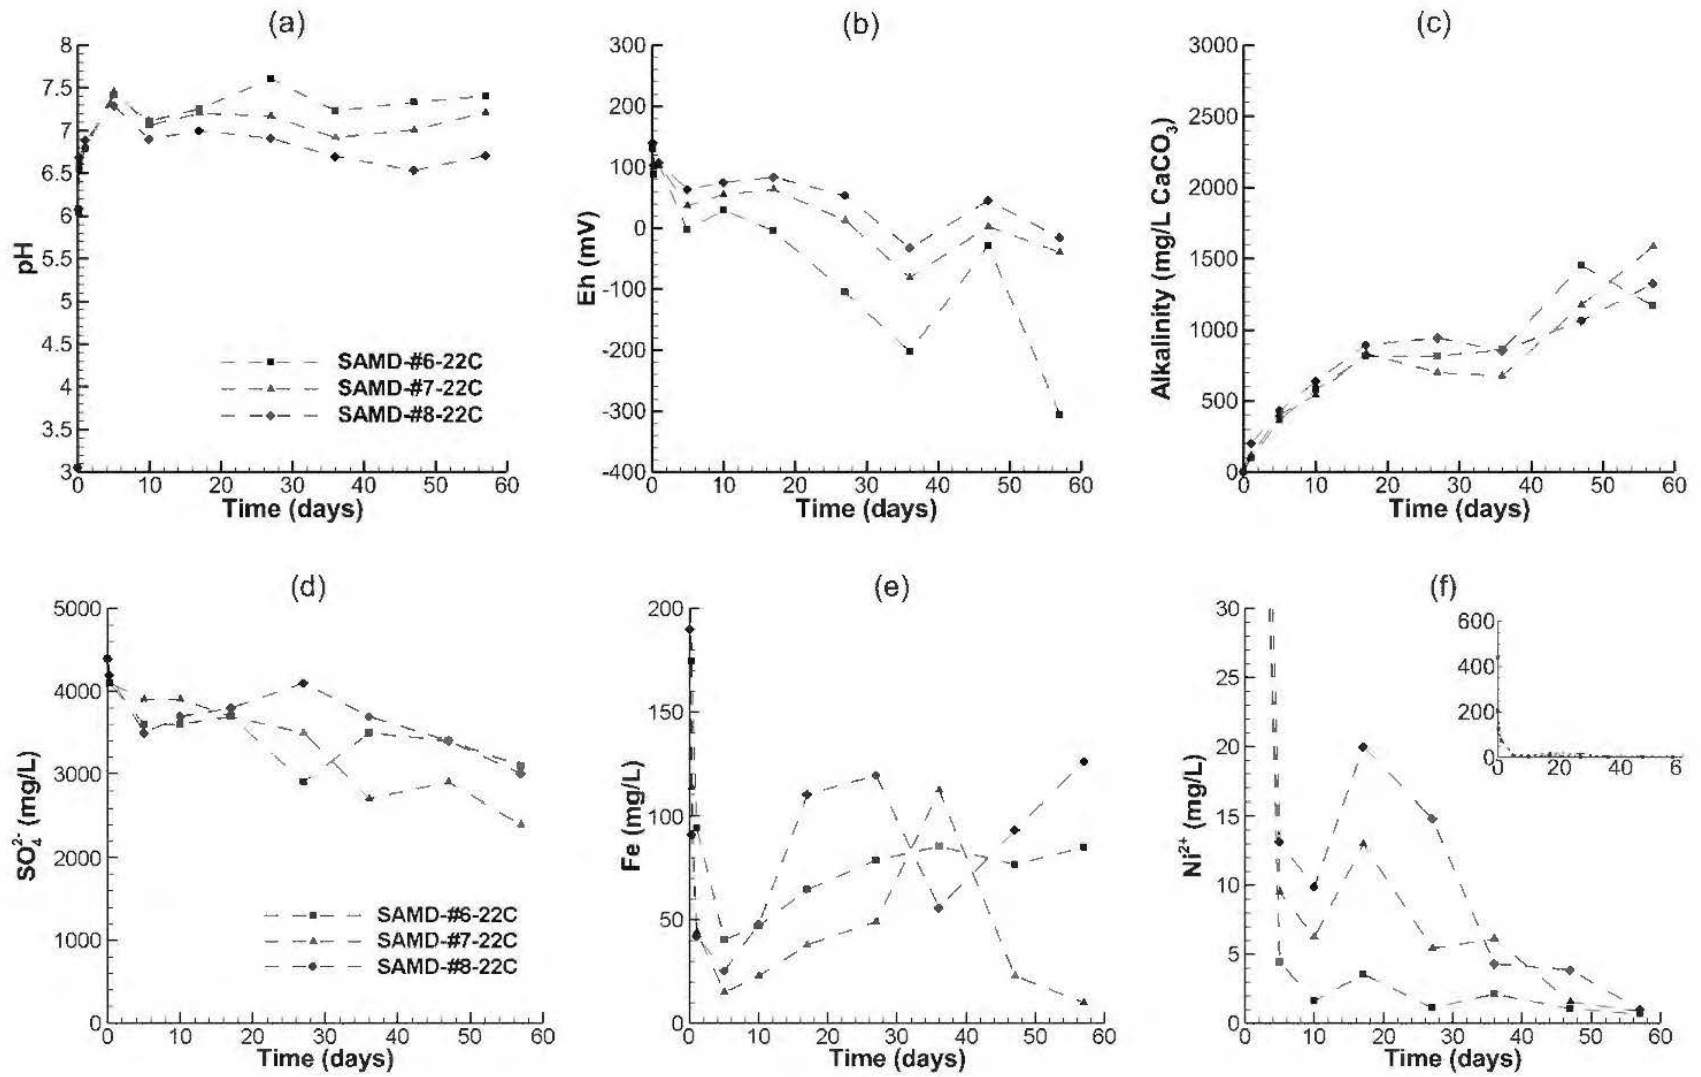 (a)
8
7.5
7
6.5
6
5.5
5
4.5
4
3.5
3
pH
0 10 20 30 40 50 60
Time (days)
SAMD-#6-22C
SAMD-#7-22C
SAMD-#8-22C
(b)
300
200
100
0
-100
-200
-300
-400
Eh (mV)
0 10 20 30 40 50 60
Time (days)
(c)
3000
2500
2000
1500
1000
500
0
Alkalinity (mg/L CaCO3)
0 10 20 30 40 50 60
Time (days)
(d)
5000
4000
3000
2000
1000
0
SO4 2- (mg/L)
SAMD-#6-22C
SAMD-#7-22C
SAMD-#8-22C
0 10 20 30 40 50 60
Time (days)
(e)
200
150
100
50
0
Fe (mg/L)
0 10 20 30 40 50 60
Time (days)
(f)
30
25
20
15
10
5
0
Ni2+ (mg/L)
600
400
200
0
0 20 40 6
0 10 20 30 40 50 60
Time (days)